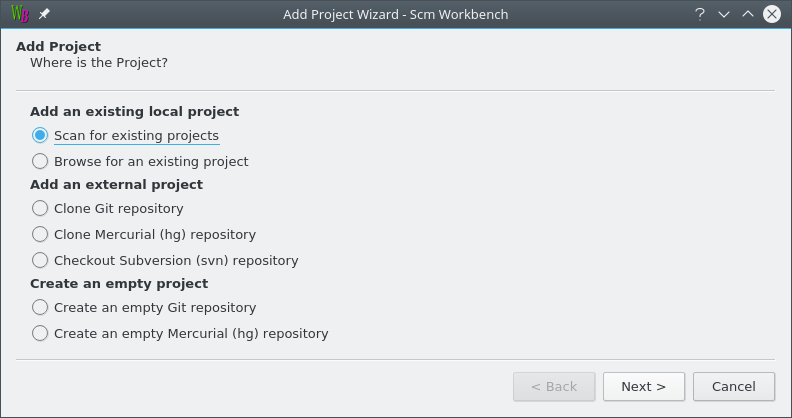 WB
Add Project Wizard - Scm Workbench
Add Project
Where is the Project?
Add an existing local project
Scan for existing projects
Browse for an existing project
Add an external project
Clone Git repository
Clone Mercurial (hg) repository
Checkout Subversion (svn) repository
Create an empty project
Create an empty Git repository
Create an empty Mercurial (hg) repository
< Back Next > Cancel